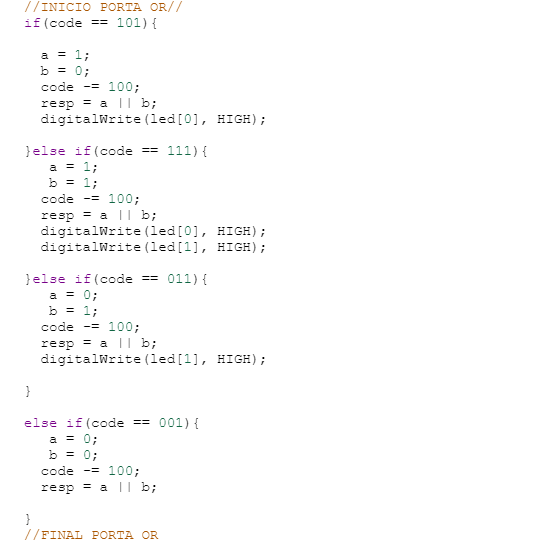 //INICIO PORTA OR//
if(code == 101){
a = 1;
b = 0;
code -= 100;
resp = a || b;
digitalWrite(led[0], HIGH);
}else if(code == 111){
a = 1;
b = 1;
code -= 100;
resp = a || b;
digitalWrite(led[0], HIGH);
digitalWrite(led[1], HIGH);
}else if(code == 011){
a = 0;
b = 1;
code -= 100;
resp = a || b;
digitalWrite(led[1], HIGH);
}
else if(code == 001){
a = 0;
b = 0;
code -= 100;
resp = a || b;
}
//FINAL PORTA OR